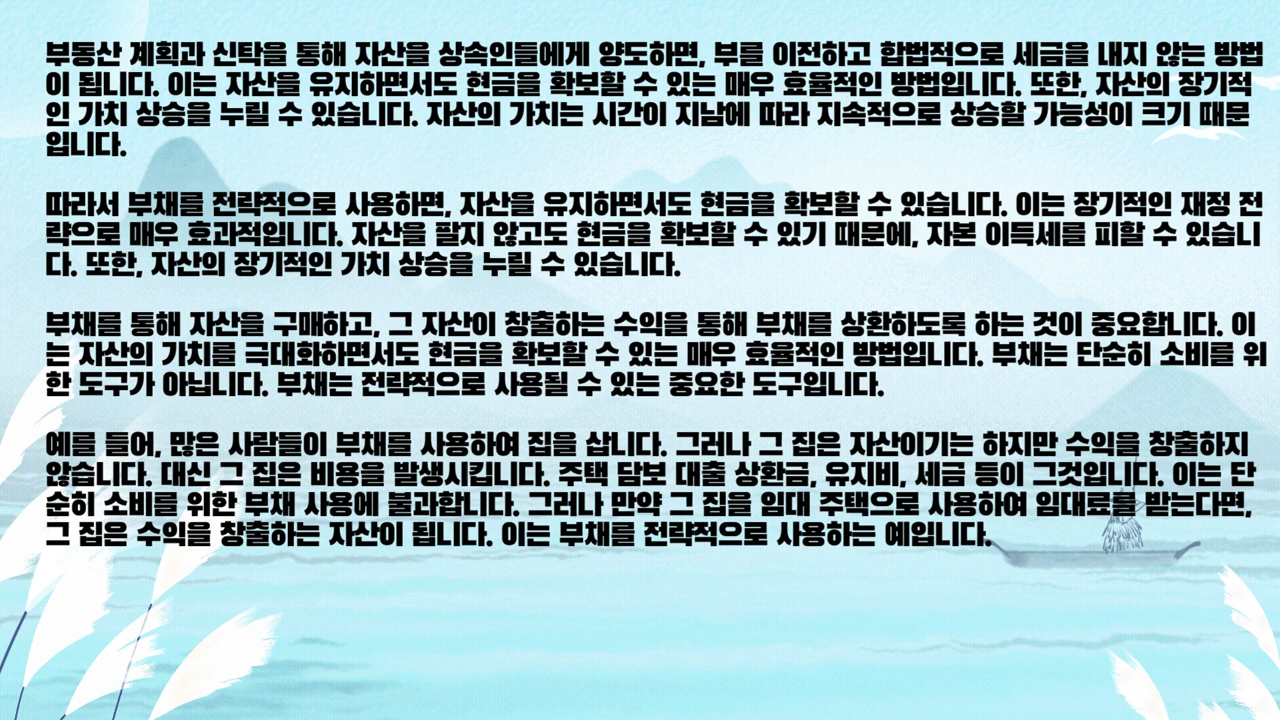 부동산 계획과 신탁을 통해 자산을 상속인들에게 양도하면, 부를 이전하고 합법적으로 세금을 내지 않는 방법
이 됩니다. 이는 자산을 유지하면서도 현금을 확보할 수 있는 매우 효율적인 방법입니다. 또한, 자산의 장기적
인 가치 상승을 누릴 수 있습니다. 자산의 가치는 시간이 지남에 따라 지속적으로 상승할 가능성이 크기 때문
입니다.
따라서 부채를 전략적으로 사용하면, 자산을 유지하면서도 현금을 확보할 수 있습니다. 이는 장기적인 재정 전
략으로 매우 효과적입니다. 자산을 팔지 않고도 현금을 확보할 수 있기 때문에, 자본 이득세를 피할 수 있습니
다. 또한, 자산의 장기적인 가치 상승을 누릴 수 있습니다.
부채를 통해 자산을 구매하고, 그 자산이 창출하는 수익을 통해 부채를 상환하도록 하는 것이 중요합니다. 이
는 자산의 가치를 극대화하면서도 현금을 확보할 수 있는 매우 효율적인 방법입니다. 부채는 단순히 소비를 위
한 도구가 아닙니다. 부채는 전략적으로 사용될 수 있는 중요한 도구입니다.
예를 들어, 많은 사람들이 부채를 사용하여 집을 삽니다. 그러나 그 집은 자산이기는 하지만 수익을 창출하지
않습니다. 대신 그 집은 비용을 발생시킵니다. 주택 담보 대출 상환금, 유지비, 세금 등이 그것입니다. 이는 단
순히 소비를 위한 부채 사용에 불과합니다. 그러나 만약 그 집을 임대 주택으로 사용하여 임대료를 받는다면,
그 집은 수익을 창출하는 자산이 됩니다. 이는 부채를 전략적으로 사용하는 예입니다.